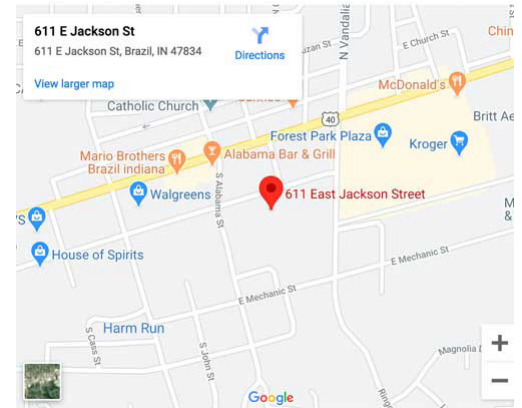 611 E Jackson St
611 E Jackson St, Brazil, IN 47834
Directions
View larger map
N Vandalia
E Church St
Chin
McDonald's
Catholic Church
40
Britt Ae
Forest Park Plaza
Kroger
Mario Brothers
Brazil indiana
Alabama Bar & Grill
Walgreens
S Alabama St
611 East Jackson Street
M
&
'S
House of Spirits
E Mechanic St
E Mechanic St
Harm Run
S Cass St
S John St
Magnolia
Ring
Google
+
−